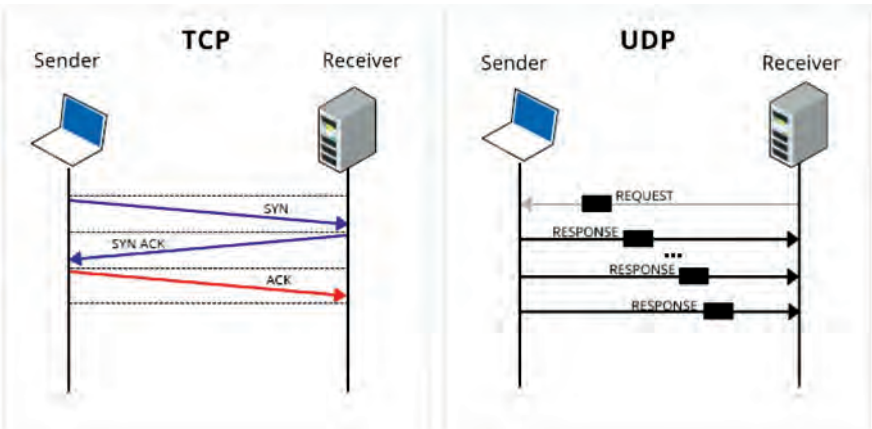 TCP
Sender
Receiver
SYN
SYN ACK
ACK
UDP
Sender
Receiver
REQUEST
RESPONSE
...
RESPONSE
RESPONSE